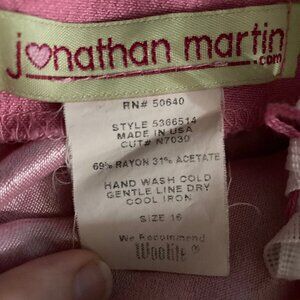 jonathan martin
.com
RN# 50640
STYLE 5366514
MADE IN USA
CUT# N7030
69% RAYON 31% ACETATE
HAND WASH COLD
GENTLE LINE DRY
COOL IRON
SIZE 16
We Recommend
Woolite ®